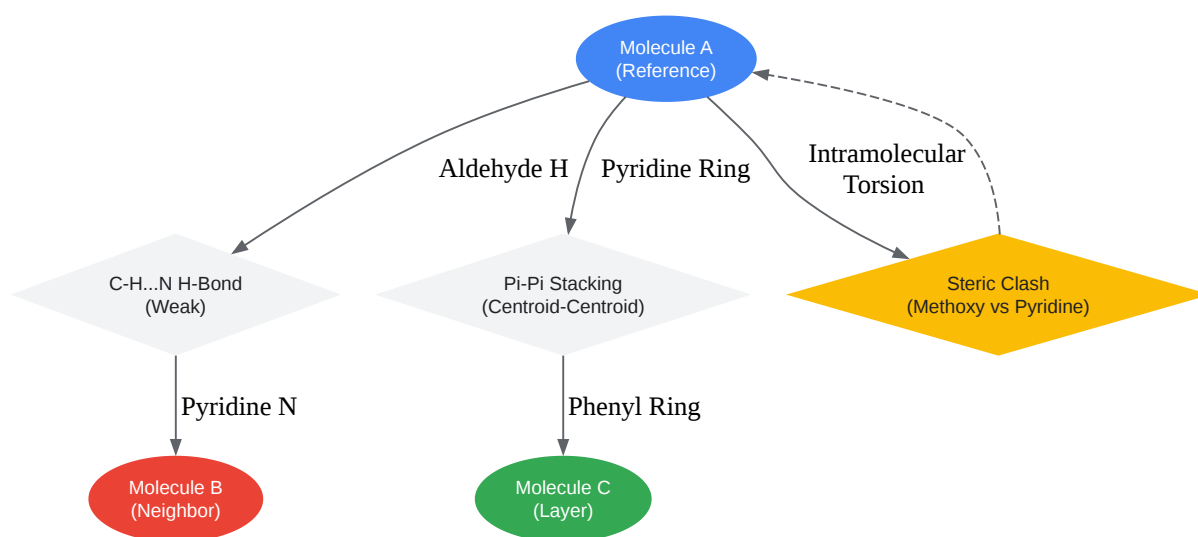 Molecule A
(Reference)
Aldehyde H
Pyridine Ring
Intramolecular
Torsion
C-H...N H-Bond
(Weak)
Pi-Pi Stacking
(Centroid-Centroid)
Steric Clash
(Methoxy vs Pyridine)
Pyridine N
Phenyl Ring
Molecule B
(Neighbor)
Molecule C
(Layer)